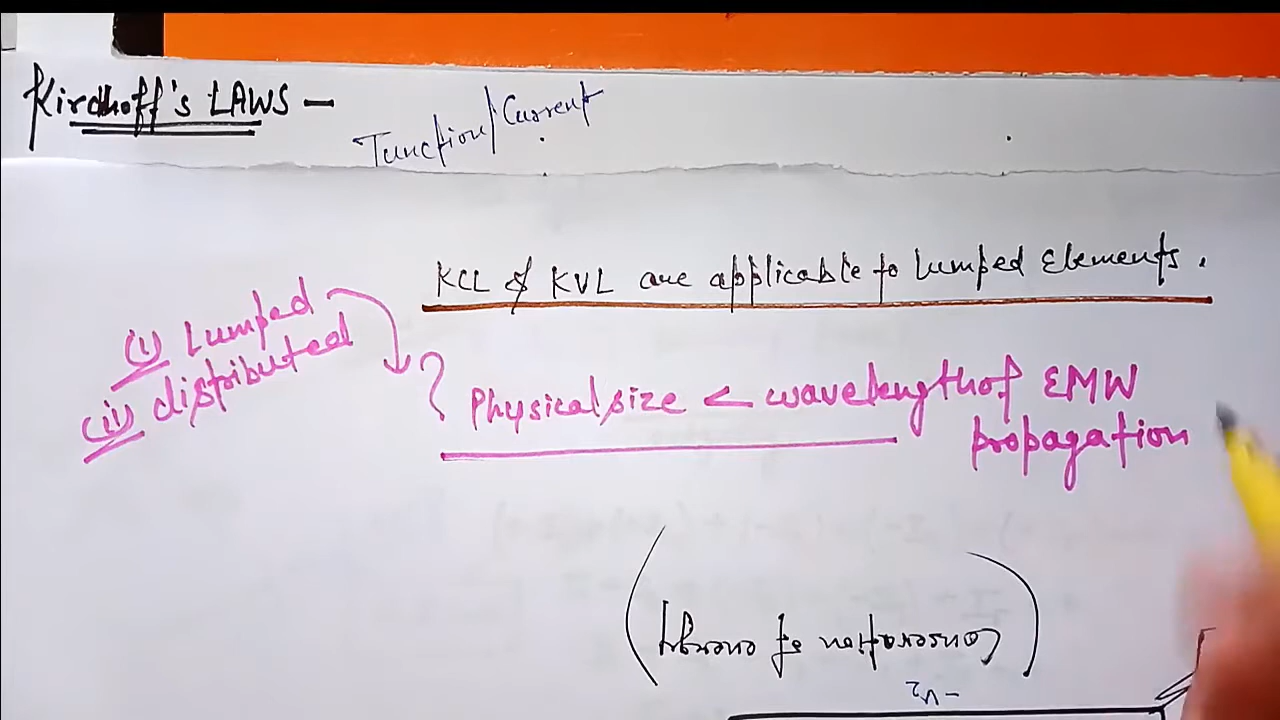 Kirchhoff's LAWS —
Junction/Current
KCL & KVL are applicable to lumped Elements.
(i) Lumped
(ii) distributed
? Physical size < wavelength of EMW
propagation
(Conservation of energy)
-V2